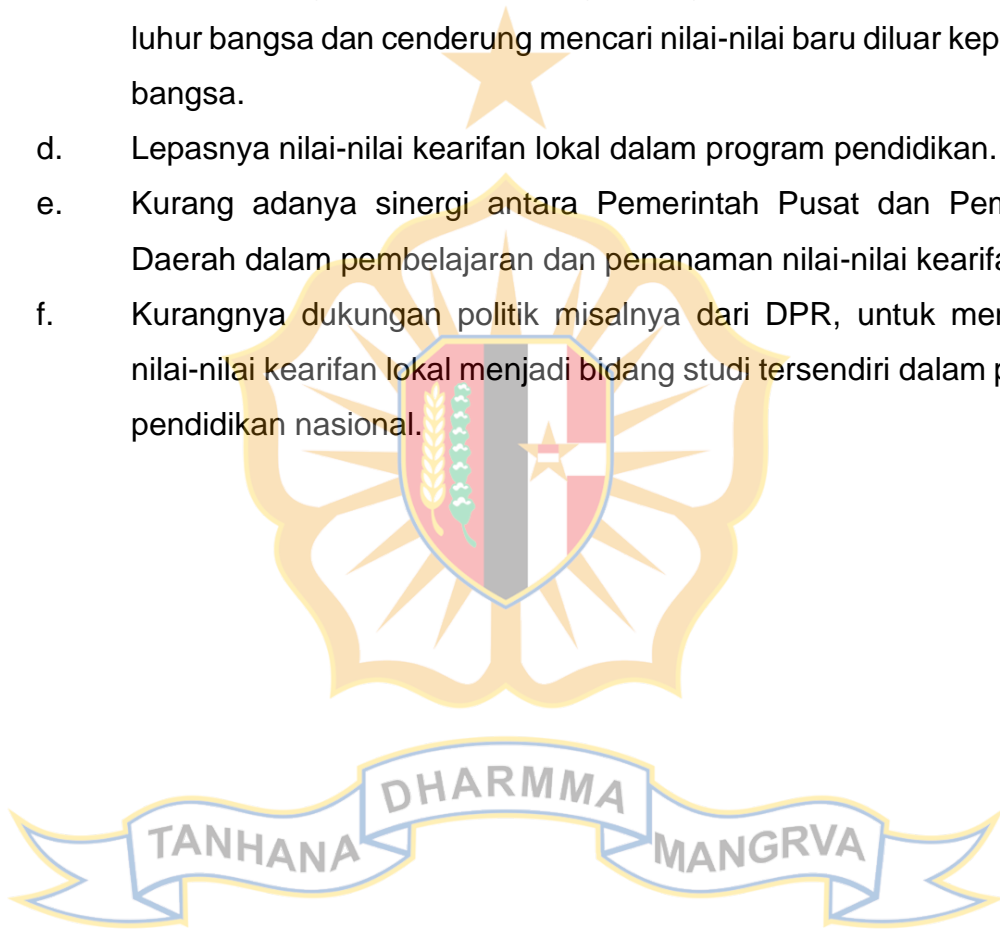 luhur bangsa dan cenderung mencari nilai-nilai baru diluar kep
bangsa.
d. Lepasnya nilai-nilai kearifan lokal dalam program pendidikan.
e. Kurang adanya sinergi antara Pemerintah Pusat dan Pen
Daerah dalam pembelajaran dan penanaman nilai-nilai kearifa
f. Kurangnya dukungan politik misalnya dari DPR, untuk men
nilai-nilai kearifan lokal menjadi bidang studi tersendiri dalam p
pendidikan nasional.
TANHANA DHARMMA MANGRVA